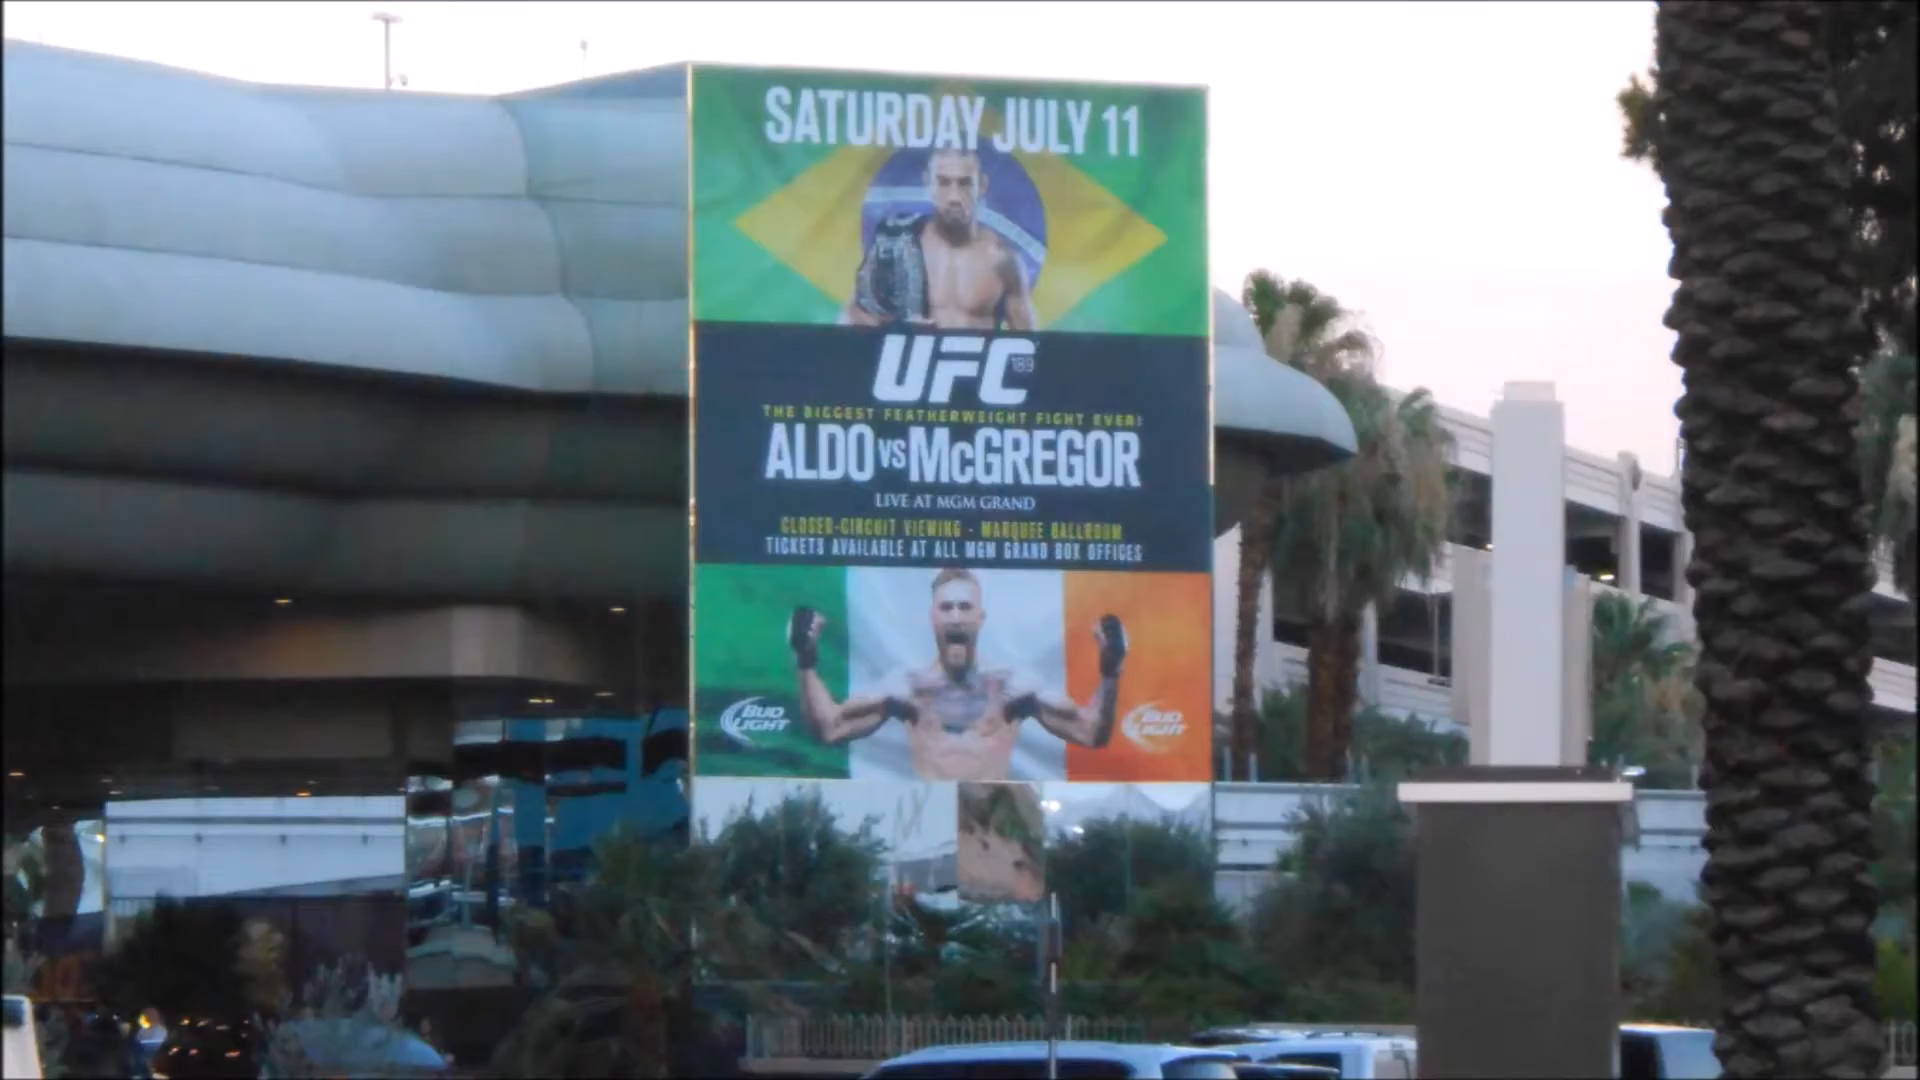 SATURDAY JULY 11
UFC 189
THE BIGGEST FEATHERWEIGHT FIGHT EVER!
ALDO VS McGREGOR
LIVE AT MGM GRAND
CLOSED-CIRCUIT VIEWING - MARQUEE BALLROOM
TICKETS AVAILABLE AT ALL MGM GRAND BOX OFFICES
BUD LIGHT
BUD LIGHT